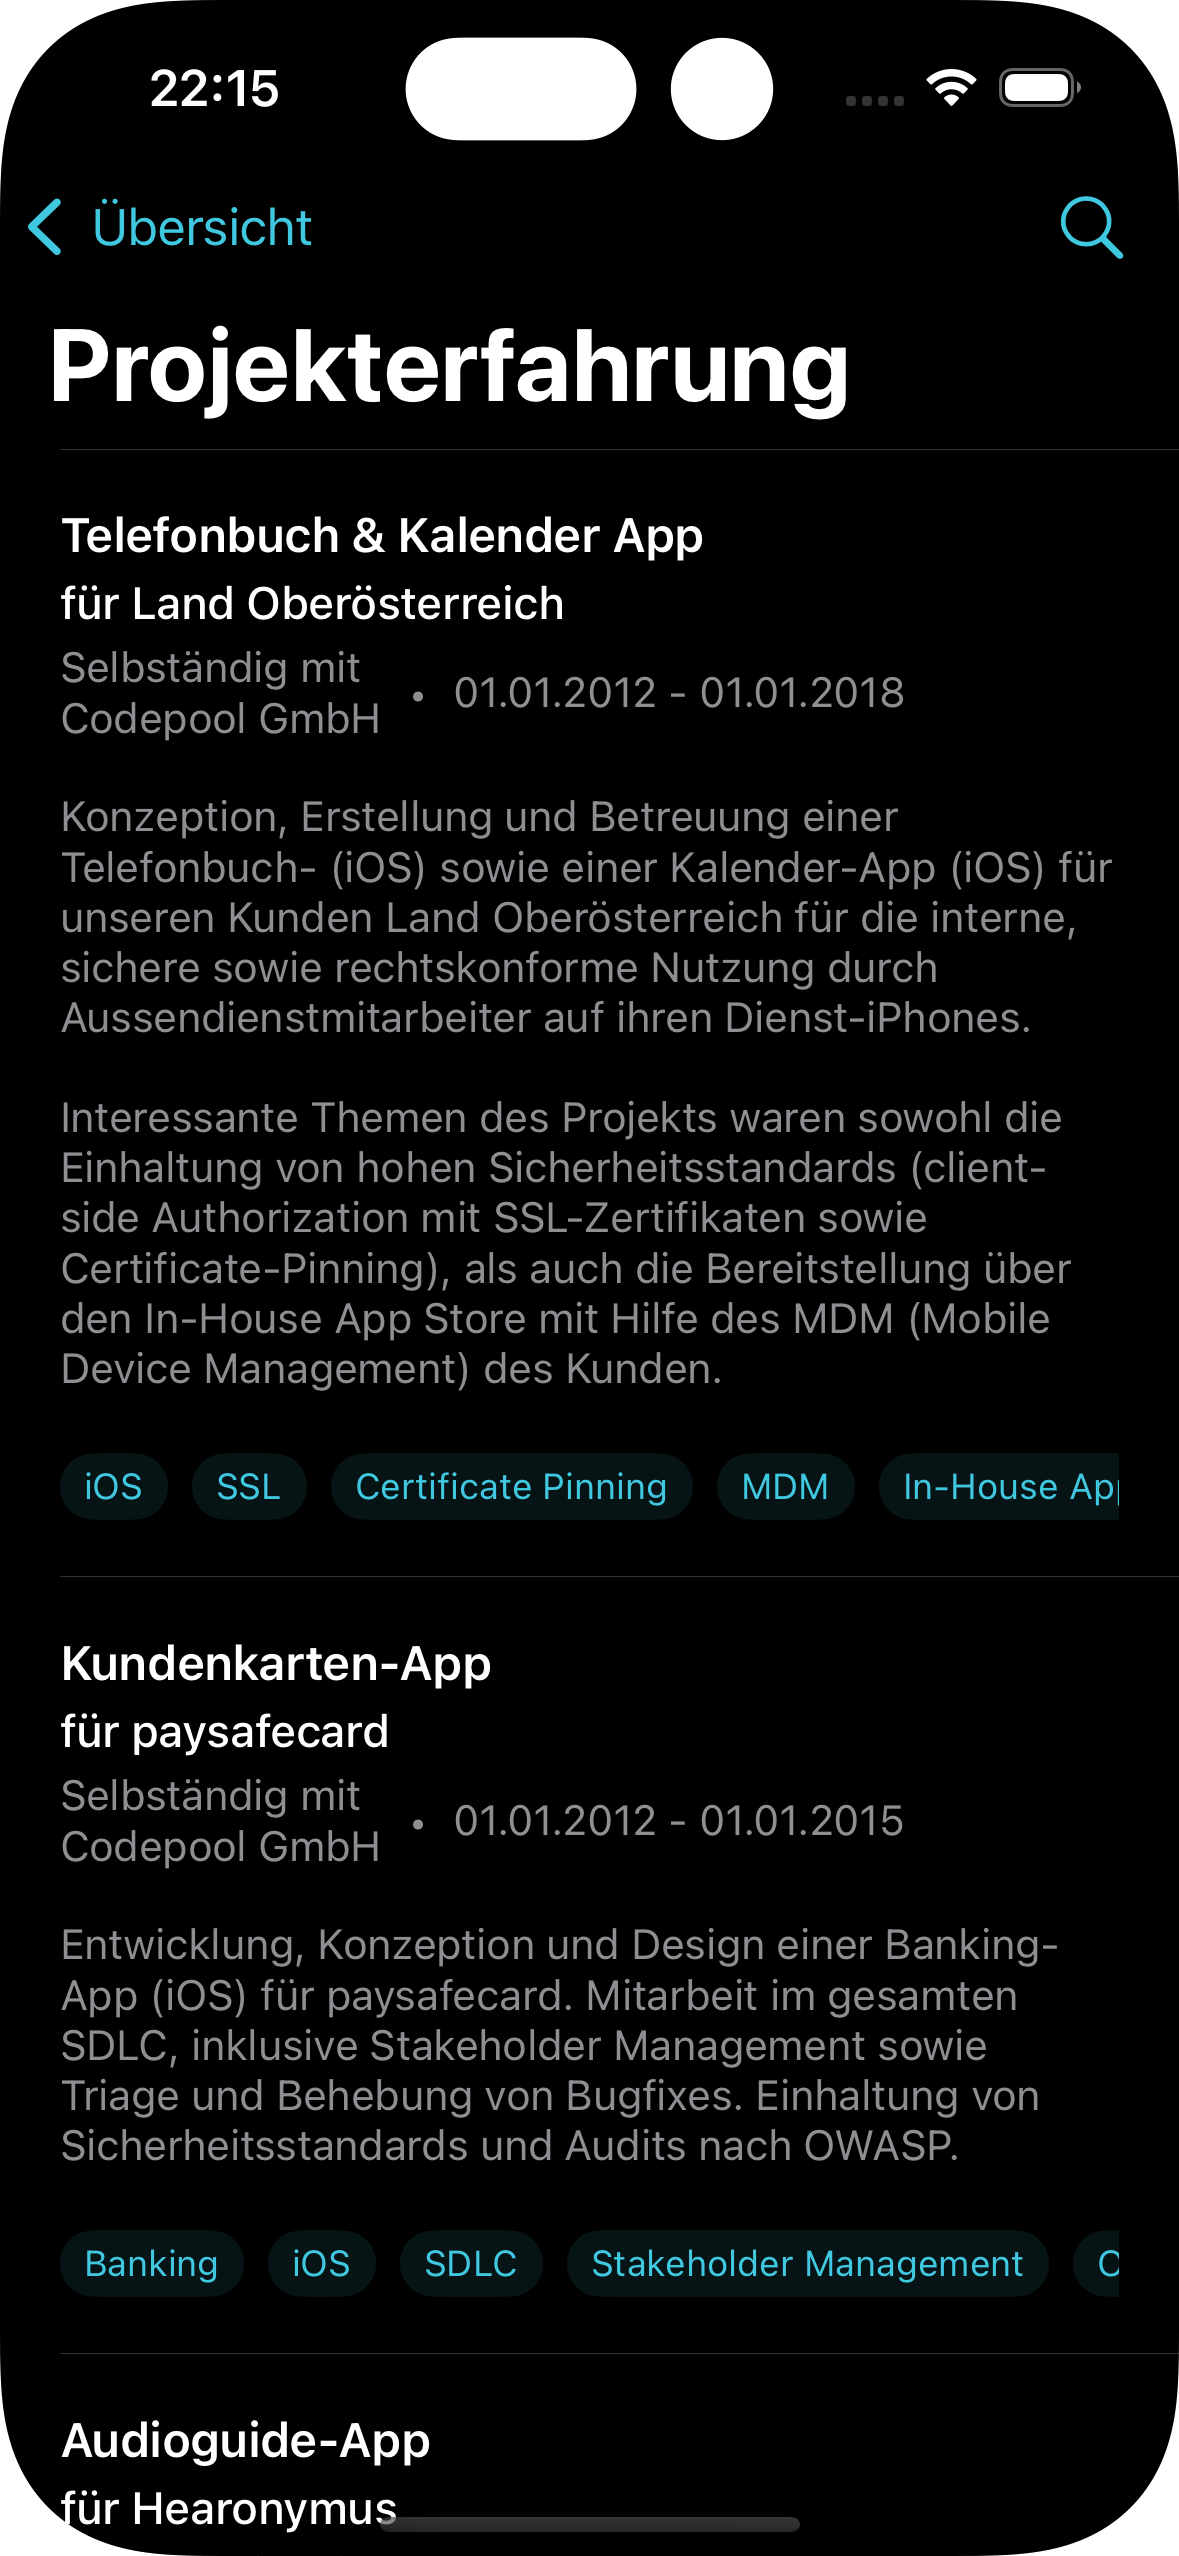 22:15
Übersicht
Projekterfahrung
Telefonbuch & Kalender App
für Land Oberösterreich
Selbständig mit
Codepool GmbH
• 01.01.2012 - 01.01.2018
Konzeption, Erstellung und Betreuung einer
Telefonbuch- (iOS) sowie einer Kalender-App (iOS) für
unseren Kunden Land Oberösterreich für die interne,
sichere sowie rechtskonforme Nutzung durch
Aussendienstmitarbeiter auf ihren Dienst-iPhones.
Interessante Themen des Projekts waren sowohl die
Einhaltung von hohen Sicherheitsstandards (client-
side Authorization mit SSL-Zertifikaten sowie
Certificate-Pinning), als auch die Bereitstellung über
den In-House App Store mit Hilfe des MDM (Mobile
Device Management) des Kunden.
iOS SSL Certificate Pinning MDM In-House App
Kundenkarten-App
für paysafecard
Selbständig mit
Codepool GmbH
• 01.01.2012 - 01.01.2015
Entwicklung, Konzeption und Design einer Banking-
App (iOS) für paysafecard. Mitarbeit im gesamten
SDLC, inklusive Stakeholder Management sowie
Triage und Behebung von Bugfixes. Einhaltung von
Sicherheitsstandards und Audits nach OWASP.
Banking iOS SDLC Stakeholder Management
Audioguide-App
für Hearonymus